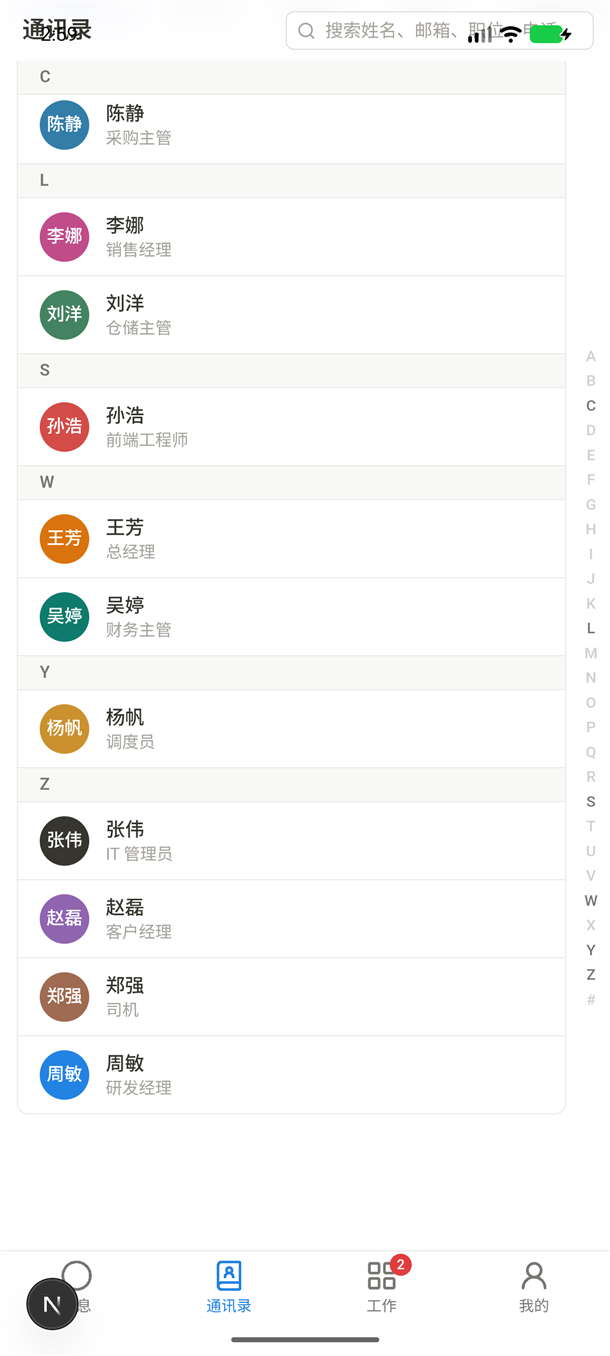 通讯录
2:59
搜索姓名、邮箱、职位、电话
C
陈静
陈静
采购主管
L
李娜
李娜
销售经理
刘洋
刘洋
仓储主管
S
孙浩
孙浩
前端工程师
W
王芳
王芳
总经理
吴婷
吴婷
财务主管
Y
杨帆
杨帆
调度员
Z
张伟
张伟
IT 管理员
赵磊
赵磊
客户经理
郑强
郑强
司机
周敏
周敏
研发经理
A
B
C
D
E
F
G
H
I
J
K
L
M
N
O
P
Q
R
S
T
U
V
W
X
Y
Z
#
N
息
通讯录
2
工作
我的